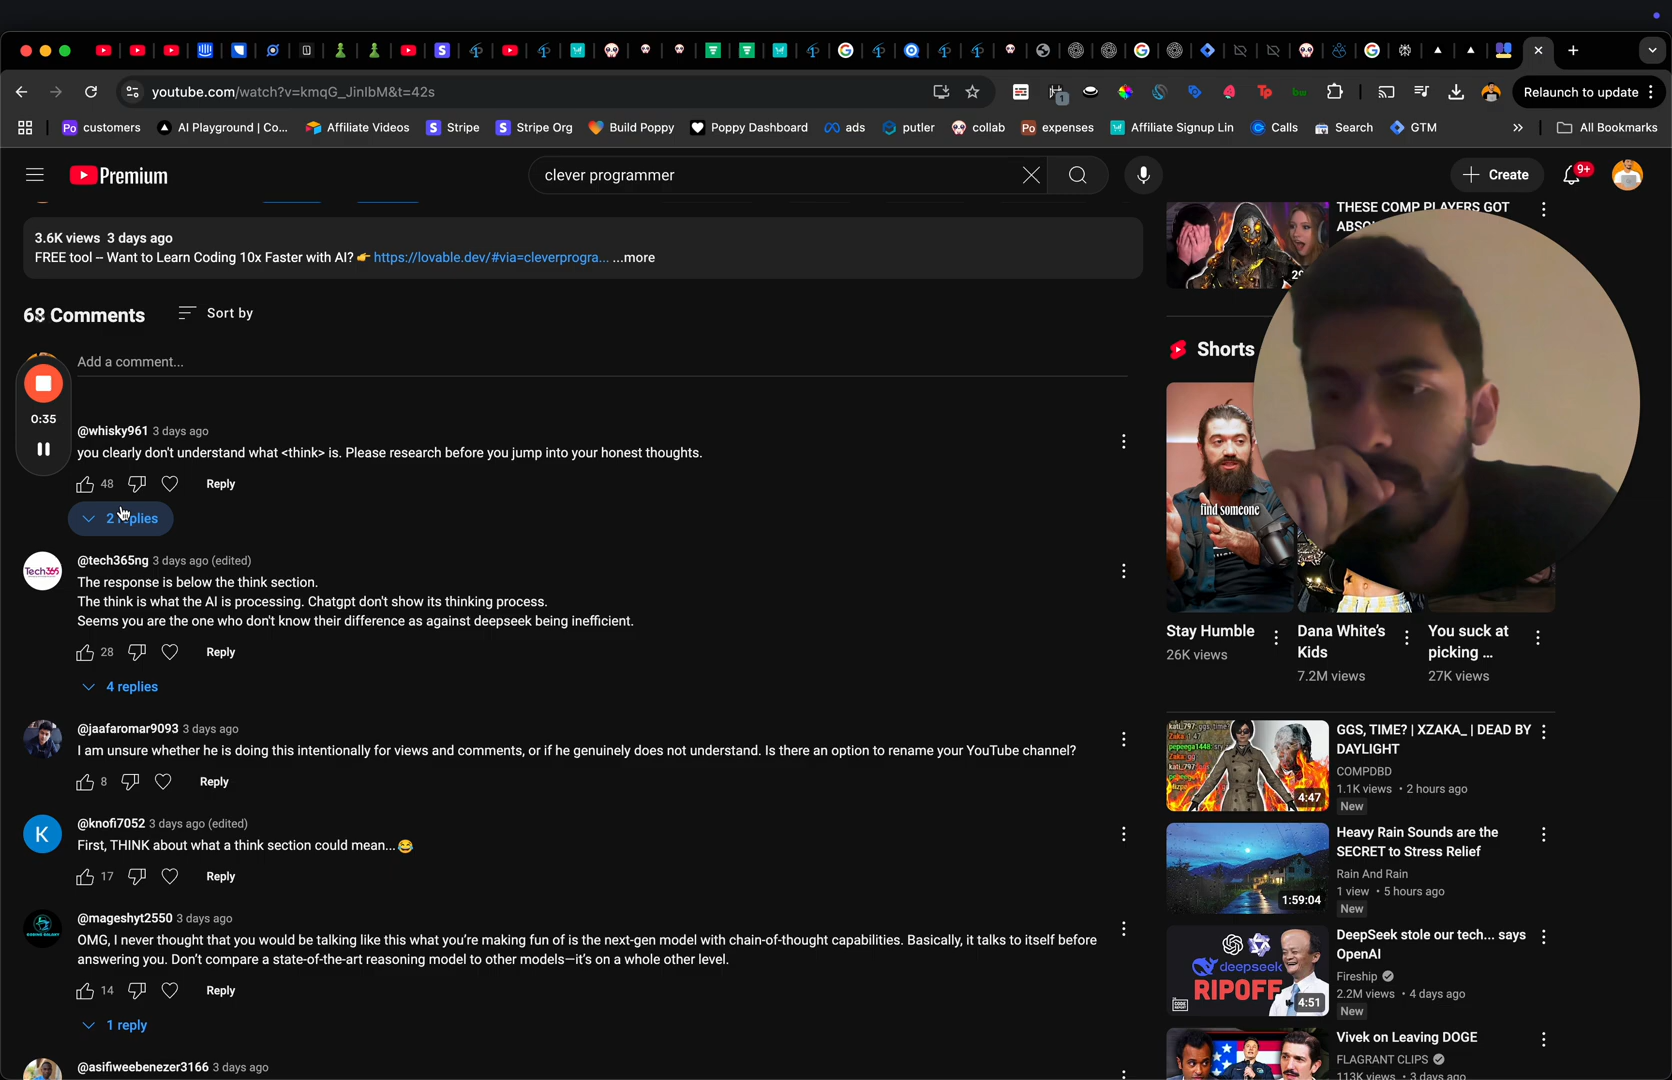 youtube.com/watch?v=kmqG_JinIbM&t=42s
1
Tp
bw
Relaunch to update
Po customers
AI Playground | Co...
Affiliate Videos
S Stripe
S Stripe Org
Build Poppy
Poppy Dashboard
ads
putler
collab
Po expenses
Affiliate Signup Lin
Calls
Search
GTM
»
All Bookmarks
Premium
clever programmer
Create
9+
3.6K views 3 days ago
FREE tool -- Want to Learn Coding 10x Faster with AI? 👉 https://lovable.dev/#via=cleverprogra... ...more
Comments
Sort by
Add a comment...
0:35
@whisky961 3 days ago
you clearly don't understand what <think> is. Please research before you jump into your honest thoughts.
48
Reply
2 replies
Tech365
@tech365ng 3 days ago (edited)
The response is below the think section.
The think is what the AI is processing. Chatgpt don't show its thinking process.
Seems you are the one who don't know their difference as against deepseek being inefficient.
28
Reply
4 replies
@jaafaromar9093 3 days ago
I am unsure whether he is doing this intentionally for views and comments, or if he genuinely does not understand. Is there an option to rename your YouTube channel?
8
Reply
K
@knofi7052 3 days ago (edited)
First, THINK about what a think section could mean... 😂
17
Reply
@mageshyt2550 3 days ago
OMG, I never thought that you would be talking like this what you're making fun of is the next-gen model with chain-of-thought capabilities. Basically, it talks to itself before
answering you. Don't compare a state-of-the-art reasoning model to other models—it's on a whole other level.
14
Reply
1 reply
@asifiweebenezer3166 3 days ago
THESE COMP PLAYERS GOT
Shorts
find someone
Stay Humble
26K views
Dana White's
Kids
7.2M views
You suck at
picking ...
27K views
4:47
GGS, TIME? | XZAKA_ | DEAD BY
DAYLIGHT
COMPDBD
1.1K views • 2 hours ago
New
1:59:04
Heavy Rain Sounds are the
SECRET to Stress Relief
Rain And Rain
1 view • 5 hours ago
New
deepseek
RIPOFF
4:51
DeepSeek stole our tech... says
OpenAI
Fireship
2.2M views • 4 days ago
New
Vivek on Leaving DOGE
FLAGRANT CLIPS
113K views • 3 days ago